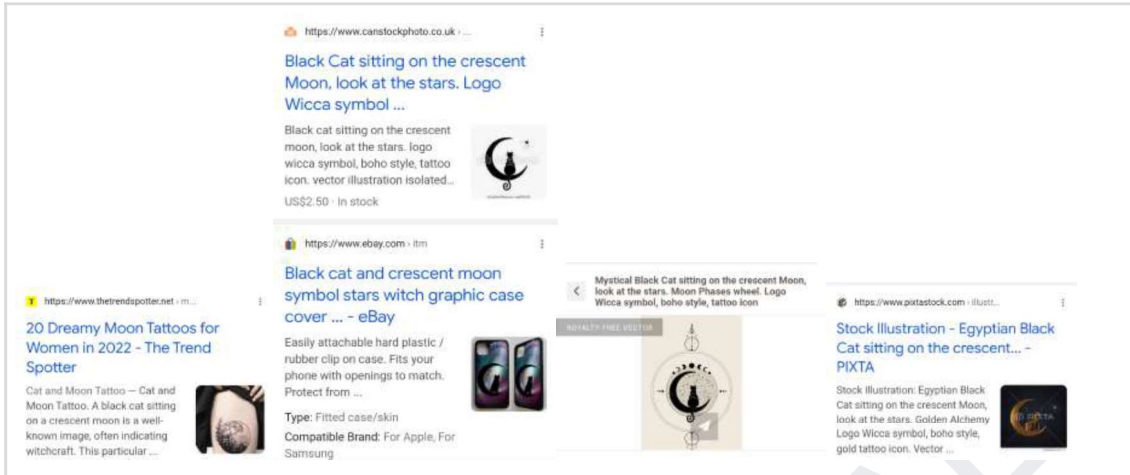 https://www.canstockphoto.co.uk › ...
Black Cat sitting on the crescent
Moon, look at the stars. Logo
Wicca symbol ...
Black cat sitting on the crescent
moon, look at the stars. logo
wicca symbol, boho style, tattoo
icon. vector illustration isolated...
US$2.50 · In stock
https://www.ebay.com › itm
Black cat and crescent moon
symbol stars witch graphic case
cover ... - eBay
Easily attachable hard plastic /
rubber clip on case. Fits your
phone with openings to match.
Protect from ...
Type: Fitted case/skin
Compatible Brand: For Apple, For
Samsung
T https://www.thetrendspotter.net › m...
20 Dreamy Moon Tattoos for
Women in 2022 - The Trend
Spotter
Cat and Moon Tattoo — Cat and
Moon Tattoo. A black cat sitting
on a crescent moon is a well-
known image, often indicating
witchcraft. This particular ...
Mystical Black Cat sitting on the crescent Moon,
look at the stars. Moon Phases wheel. Logo
Wicca symbol, boho style, tattoo icon
ROYALTY-FREE VECTOR
https://www.pixtastock.com › illustr...
Stock Illustration - Egyptian Black
Cat sitting on the crescent... -
PIXTA
Stock Illustration: Egyptian Black
Cat sitting on the crescent Moon,
look at the stars. Golden Alchemy
Logo Wicca symbol, boho style,
gold tattoo icon. Vector ...
PIXTA